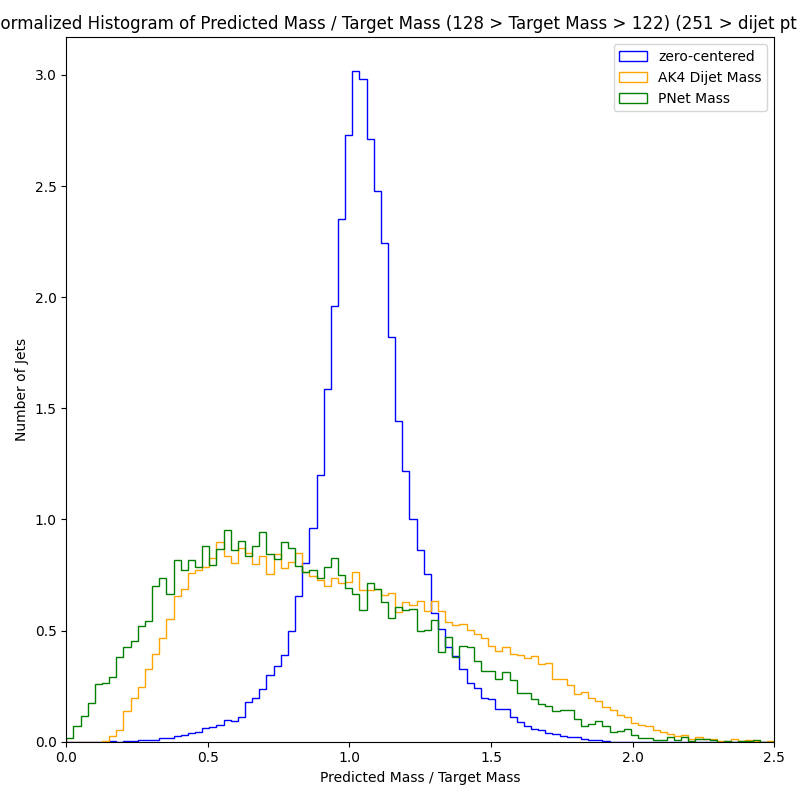 ormalized Histogram of Predicted Mass / Target Mass (128 > Target Mass > 122) (251 > dijet pt
zero-centered
AK4 Dijet Mass
PNet Mass
3.0
2.5
2.0
1.5
1.0
0.5
0.0
Number of Jets
0.0 0.5 1.0 1.5 2.0 2.5
Predicted Mass / Target Mass